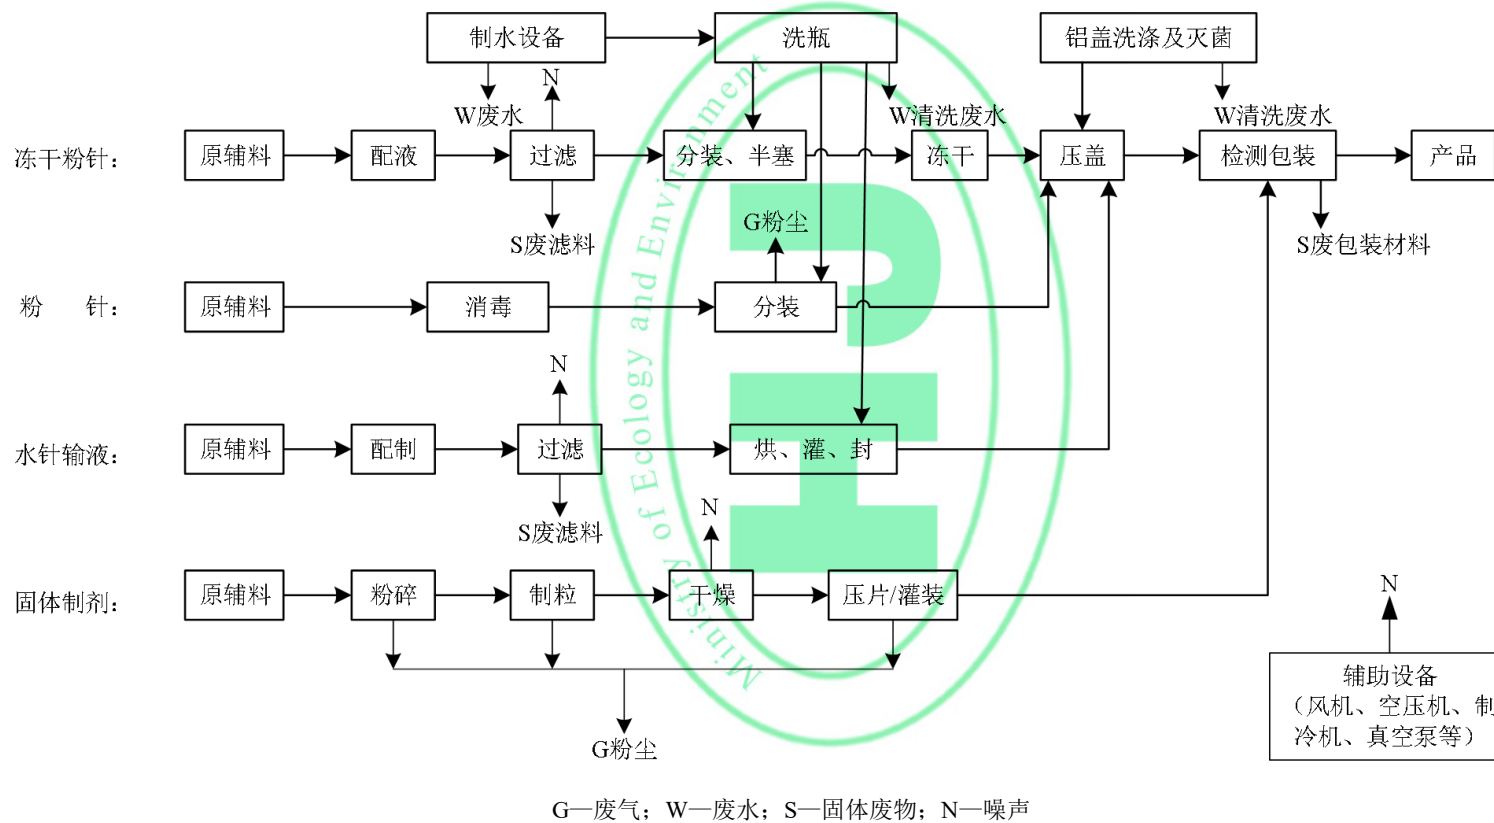 制水设备
洗瓶
铝盖洗涤及灭菌
N
W废水
W清洗废水
W清洗废水
冻干粉针：
原辅料
配液
过滤
分装、半塞
冻干
压盖
检测包装
产品
S废滤料
G粉尘
S废包装材料
粉 针：
原辅料
消毒
分装
N
水针输液：
原辅料
配制
过滤
烘、灌、封
S废滤料
N
固体制剂：
原辅料
粉碎
制粒
干燥
压片/灌装
N
G粉尘
辅助设备
（风机、空压机、制
冷机、真空泵等）
G—废气；W—废水；S—固体废物；N—噪声
Ministry of Ecology and Environment